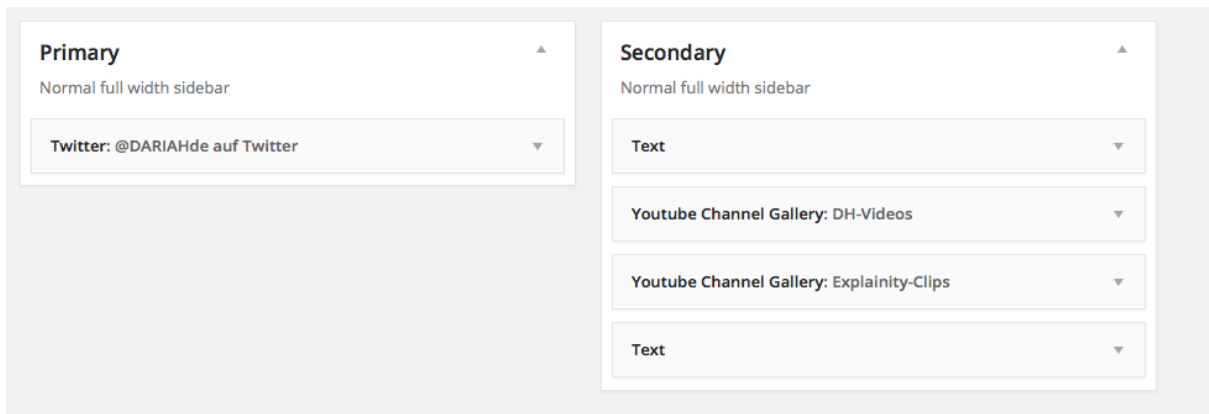 Primary
Normal full width sidebar
Twitter: @DARIAHde auf Twitter
Secondary
Normal full width sidebar
Text
Youtube Channel Gallery: DH-Videos
Youtube Channel Gallery: Explainity-Clips
Text